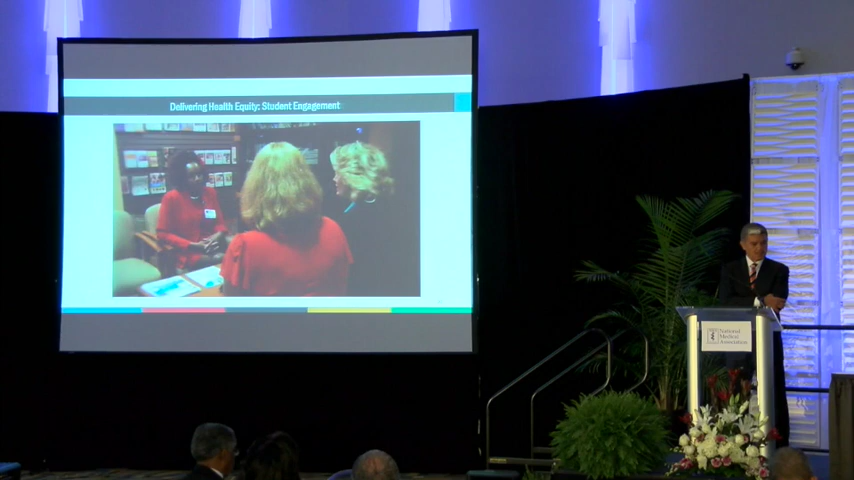 Delivering Health Equity: Student Engagement
National
Medical
Association